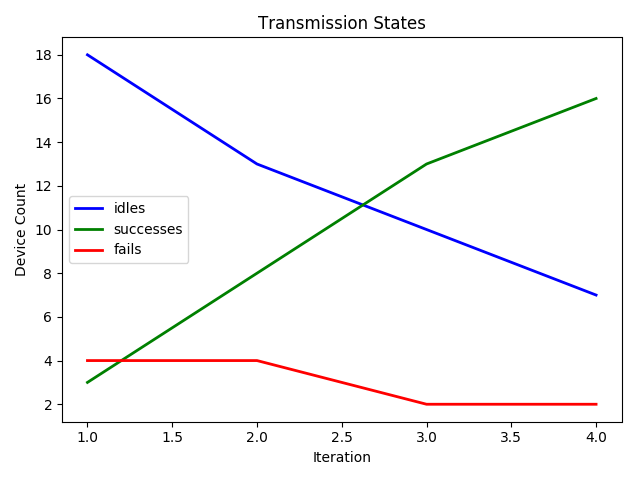 Transmission States
Device Count
18
16
14
12
10
8
6
4
2
idles
successes
fails
1.0 1.5 2.0 2.5 3.0 3.5 4.0
Iteration